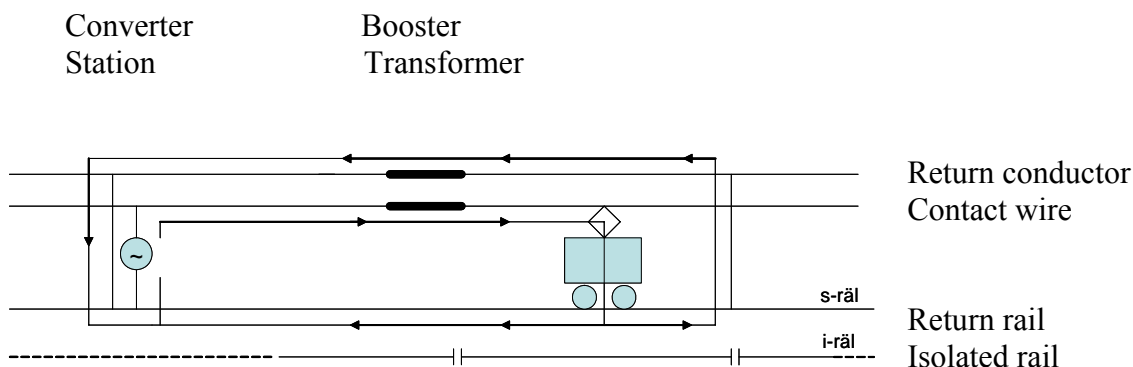 Converter
Station
Booster
Transformer
Return conductor
Contact wire
~
s-räl
Return rail
i-räl
Isolated rail